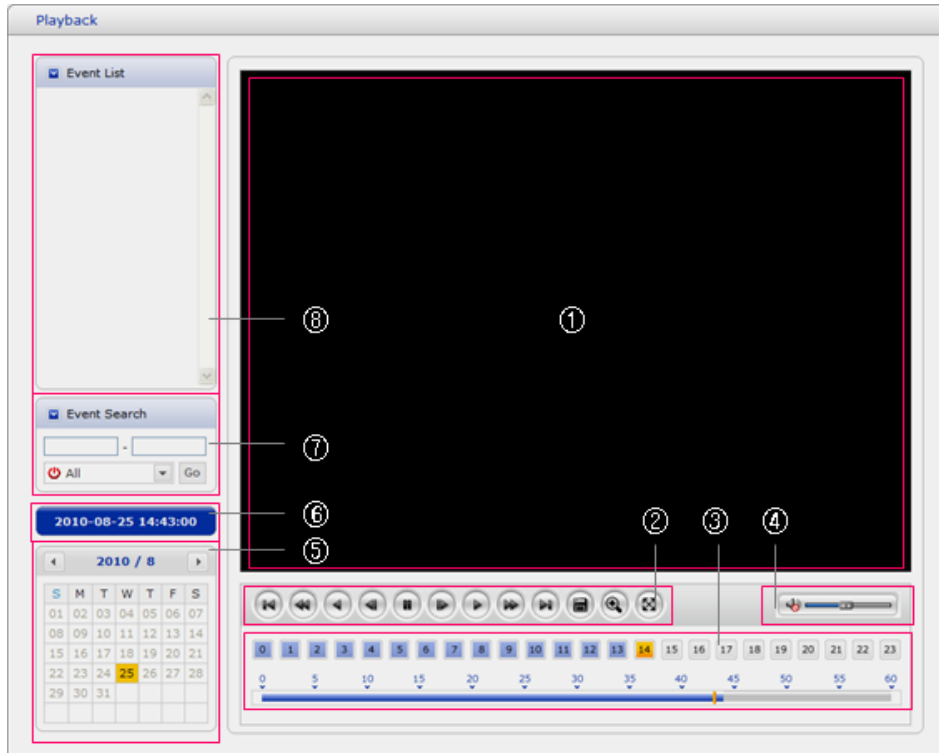 Playback
Event List
⑧
①
Event Search
-
All
Go
⑦
2010-08-25 14:43:00
⑥
②
③
④
⑤
2010 / 8
S M T W T F S
01 02 03 04 05 06 07
08 09 10 11 12 13 14
15 16 17 18 19 20 21
22 23 24 25 26 27 28
29 30 31
0 1 2 3 4 5 6 7 8 9 10 11 12 13 14 15 16 17 18 19 20 21 22 23
0 5 10 15 20 25 30 35 40 45 50 55 60